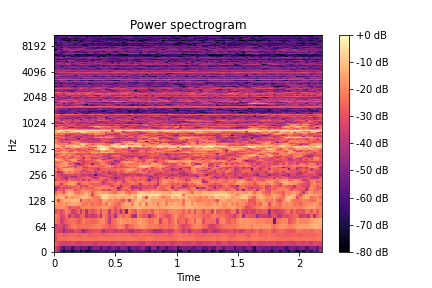 Power spectrogram
8192
4096
2048
1024
512
256
128
64
0
Hz
0
0.5
1
1.5
2
Time
+0 dB
-10 dB
-20 dB
-30 dB
-40 dB
-50 dB
-60 dB
-70 dB
-80 dB